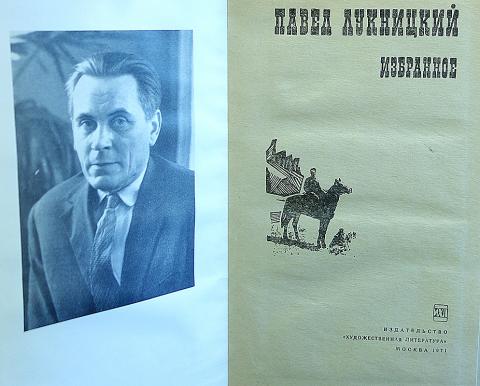 ПАВЕЛ ЛУКНИЦКИЙ
ИЗБРАННОЕ
ИЗДАТЕЛЬСТВО
«ХУДОЖЕСТВЕННАЯ ЛИТЕРАТУРА»
МОСКВА 1971